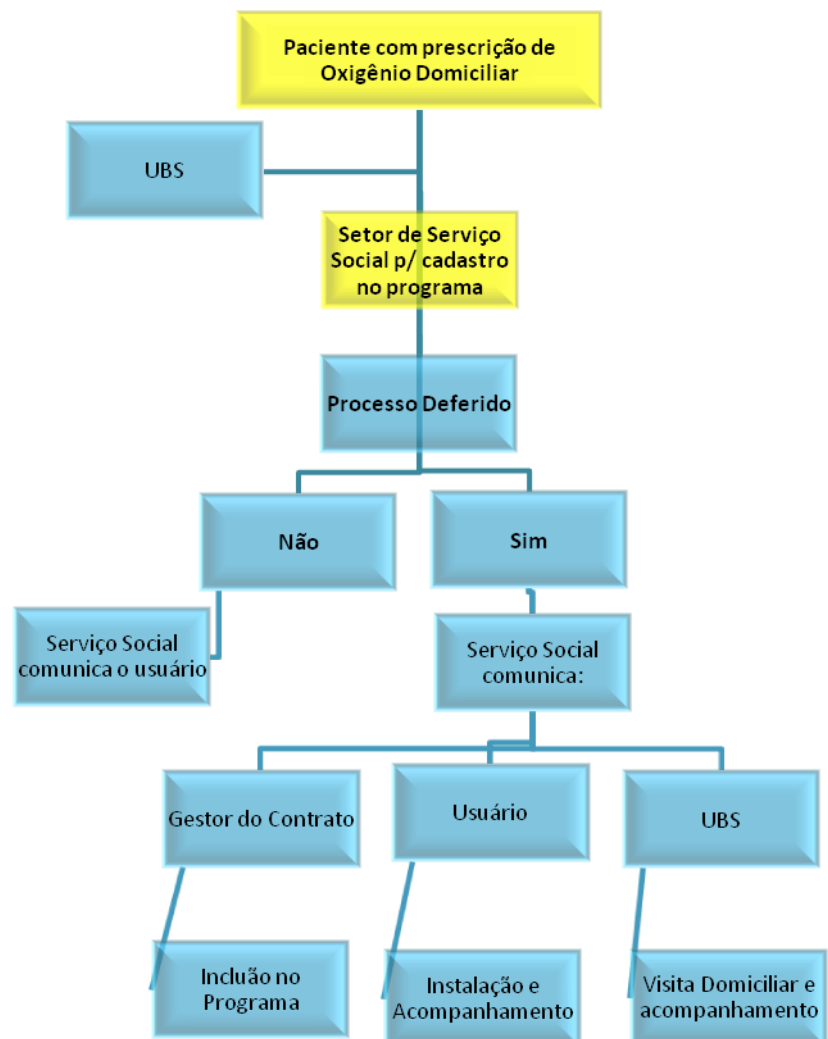 Paciente com prescrição de
Oxigênio Domiciliar
UBS
Setor de Serviço
Social p/ cadastro
no programa
Processo Deferido
Não
Sim
Serviço Social
comunica o usuário
Serviço Social
comunica:
Gestor do Contrato
Usuário
UBS
Incluão no
Programa
Instalação e
Acompanhamento
Visita Domiciliar e
acompanhamento